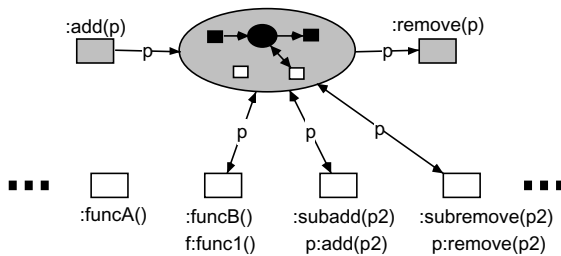 :add(p)
:remove(p)
p
p
p
p
p
:funcA()
:funcB()
:subadd(p2)
:subremove(p2)
f:func1()
p:add(p2)
p:remove(p2)